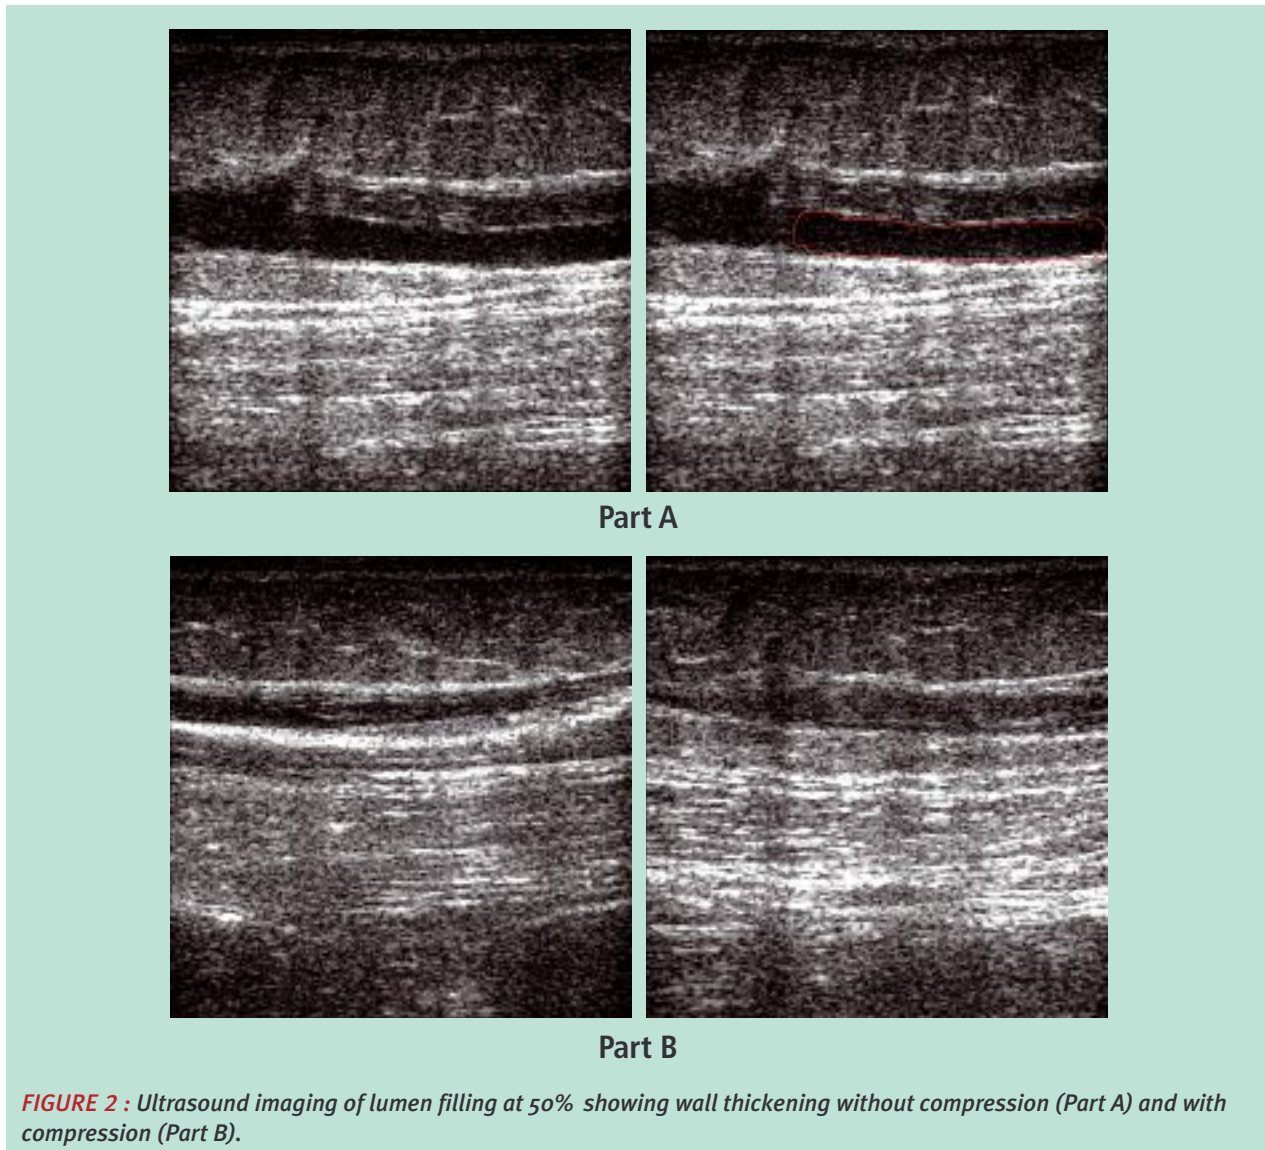 Part A
Part B
FIGURE 2 : Ultrasound imaging of lumen filling at 50% showing wall thickening without compression (Part A) and with
compression (Part B).